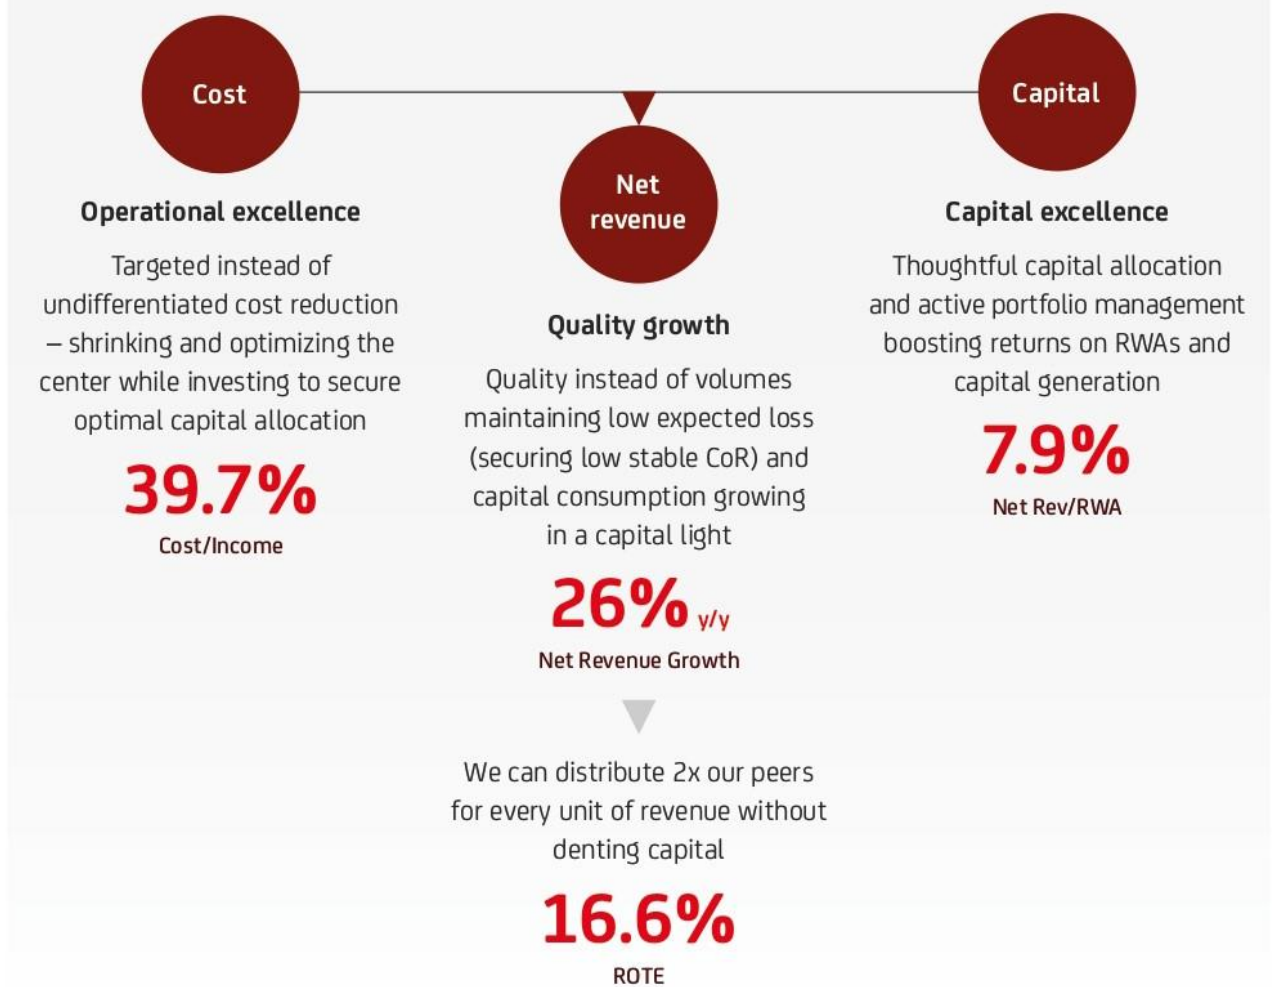 Cost
Operational excellence
Targeted instead of
undifferentiated cost reduction
– shrinking and optimizing the
center while investing to secure
optimal capital allocation
39.7%
Cost/Income
Net
revenue
Quality growth
Quality instead of volumes
maintaining low expected loss
(securing low stable CoR) and
capital consumption growing
in a capital light
26% y/y
Net Revenue Growth
Capital
Capital excellence
Thoughtful capital allocation
and active portfolio management
boosting returns on RWAs and
capital generation
7.9%
Net Rev/RWA
We can distribute 2x our peers
for every unit of revenue without
denting capital
16.6%
ROTE